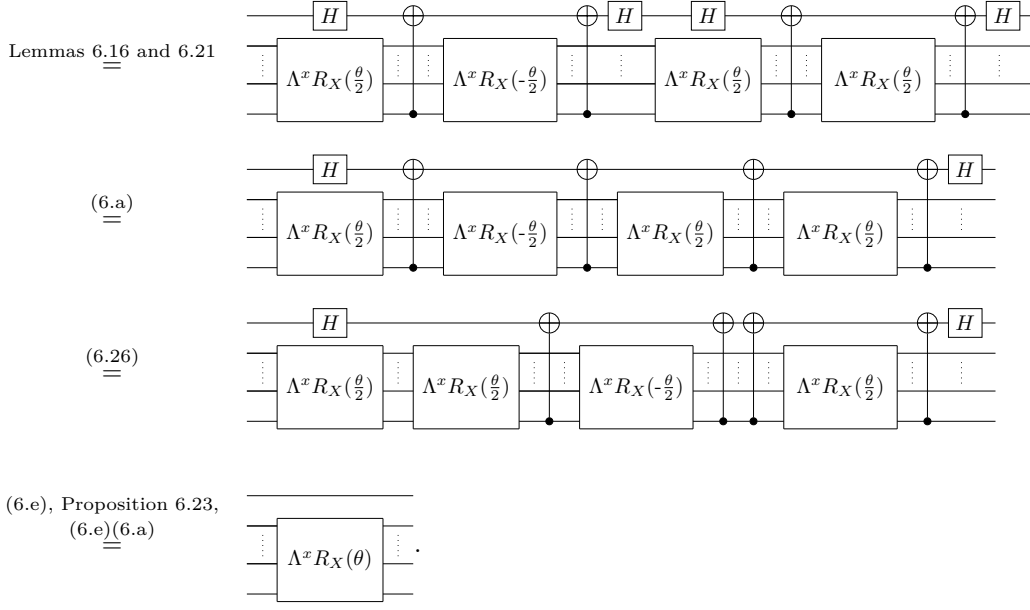 H H H H
Lemmas 6.16 and 6.21
=
Λ^x R_X(θ/2) Λ^x R_X(-θ/2) Λ^x R_X(θ/2) Λ^x R_X(θ/2)
H H
(6.a)
=
Λ^x R_X(θ/2) Λ^x R_X(-θ/2) Λ^x R_X(θ/2) Λ^x R_X(θ/2)
H H
(6.26)
=
Λ^x R_X(θ/2) Λ^x R_X(θ/2) Λ^x R_X(-θ/2) Λ^x R_X(θ/2)
(6.e), Proposition 6.23,
(6.e)(6.a)
=
Λ^x R_X(θ) .